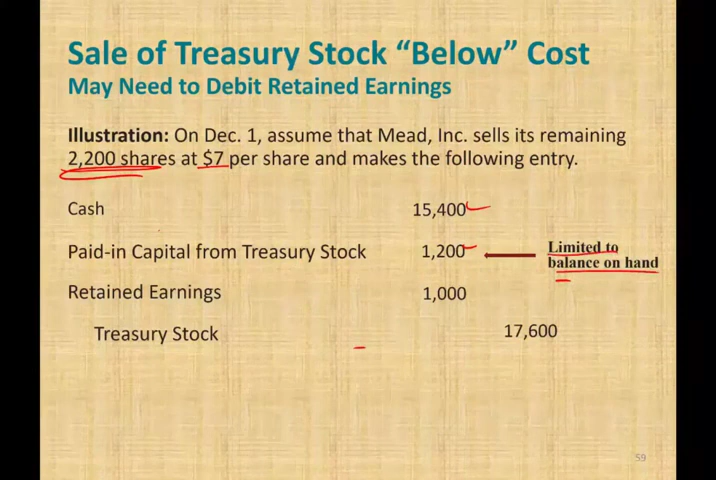 Sale of Treasury Stock “Below” Cost
May Need to Debit Retained Earnings
Illustration: On Dec. 1, assume that Mead, Inc. sells its remaining
2,200 shares at $7 per share and makes the following entry.
Cash 15,400
Paid-in Capital from Treasury Stock 1,200 Limited to
balance on hand
Retained Earnings 1,000
Treasury Stock 17,600
59